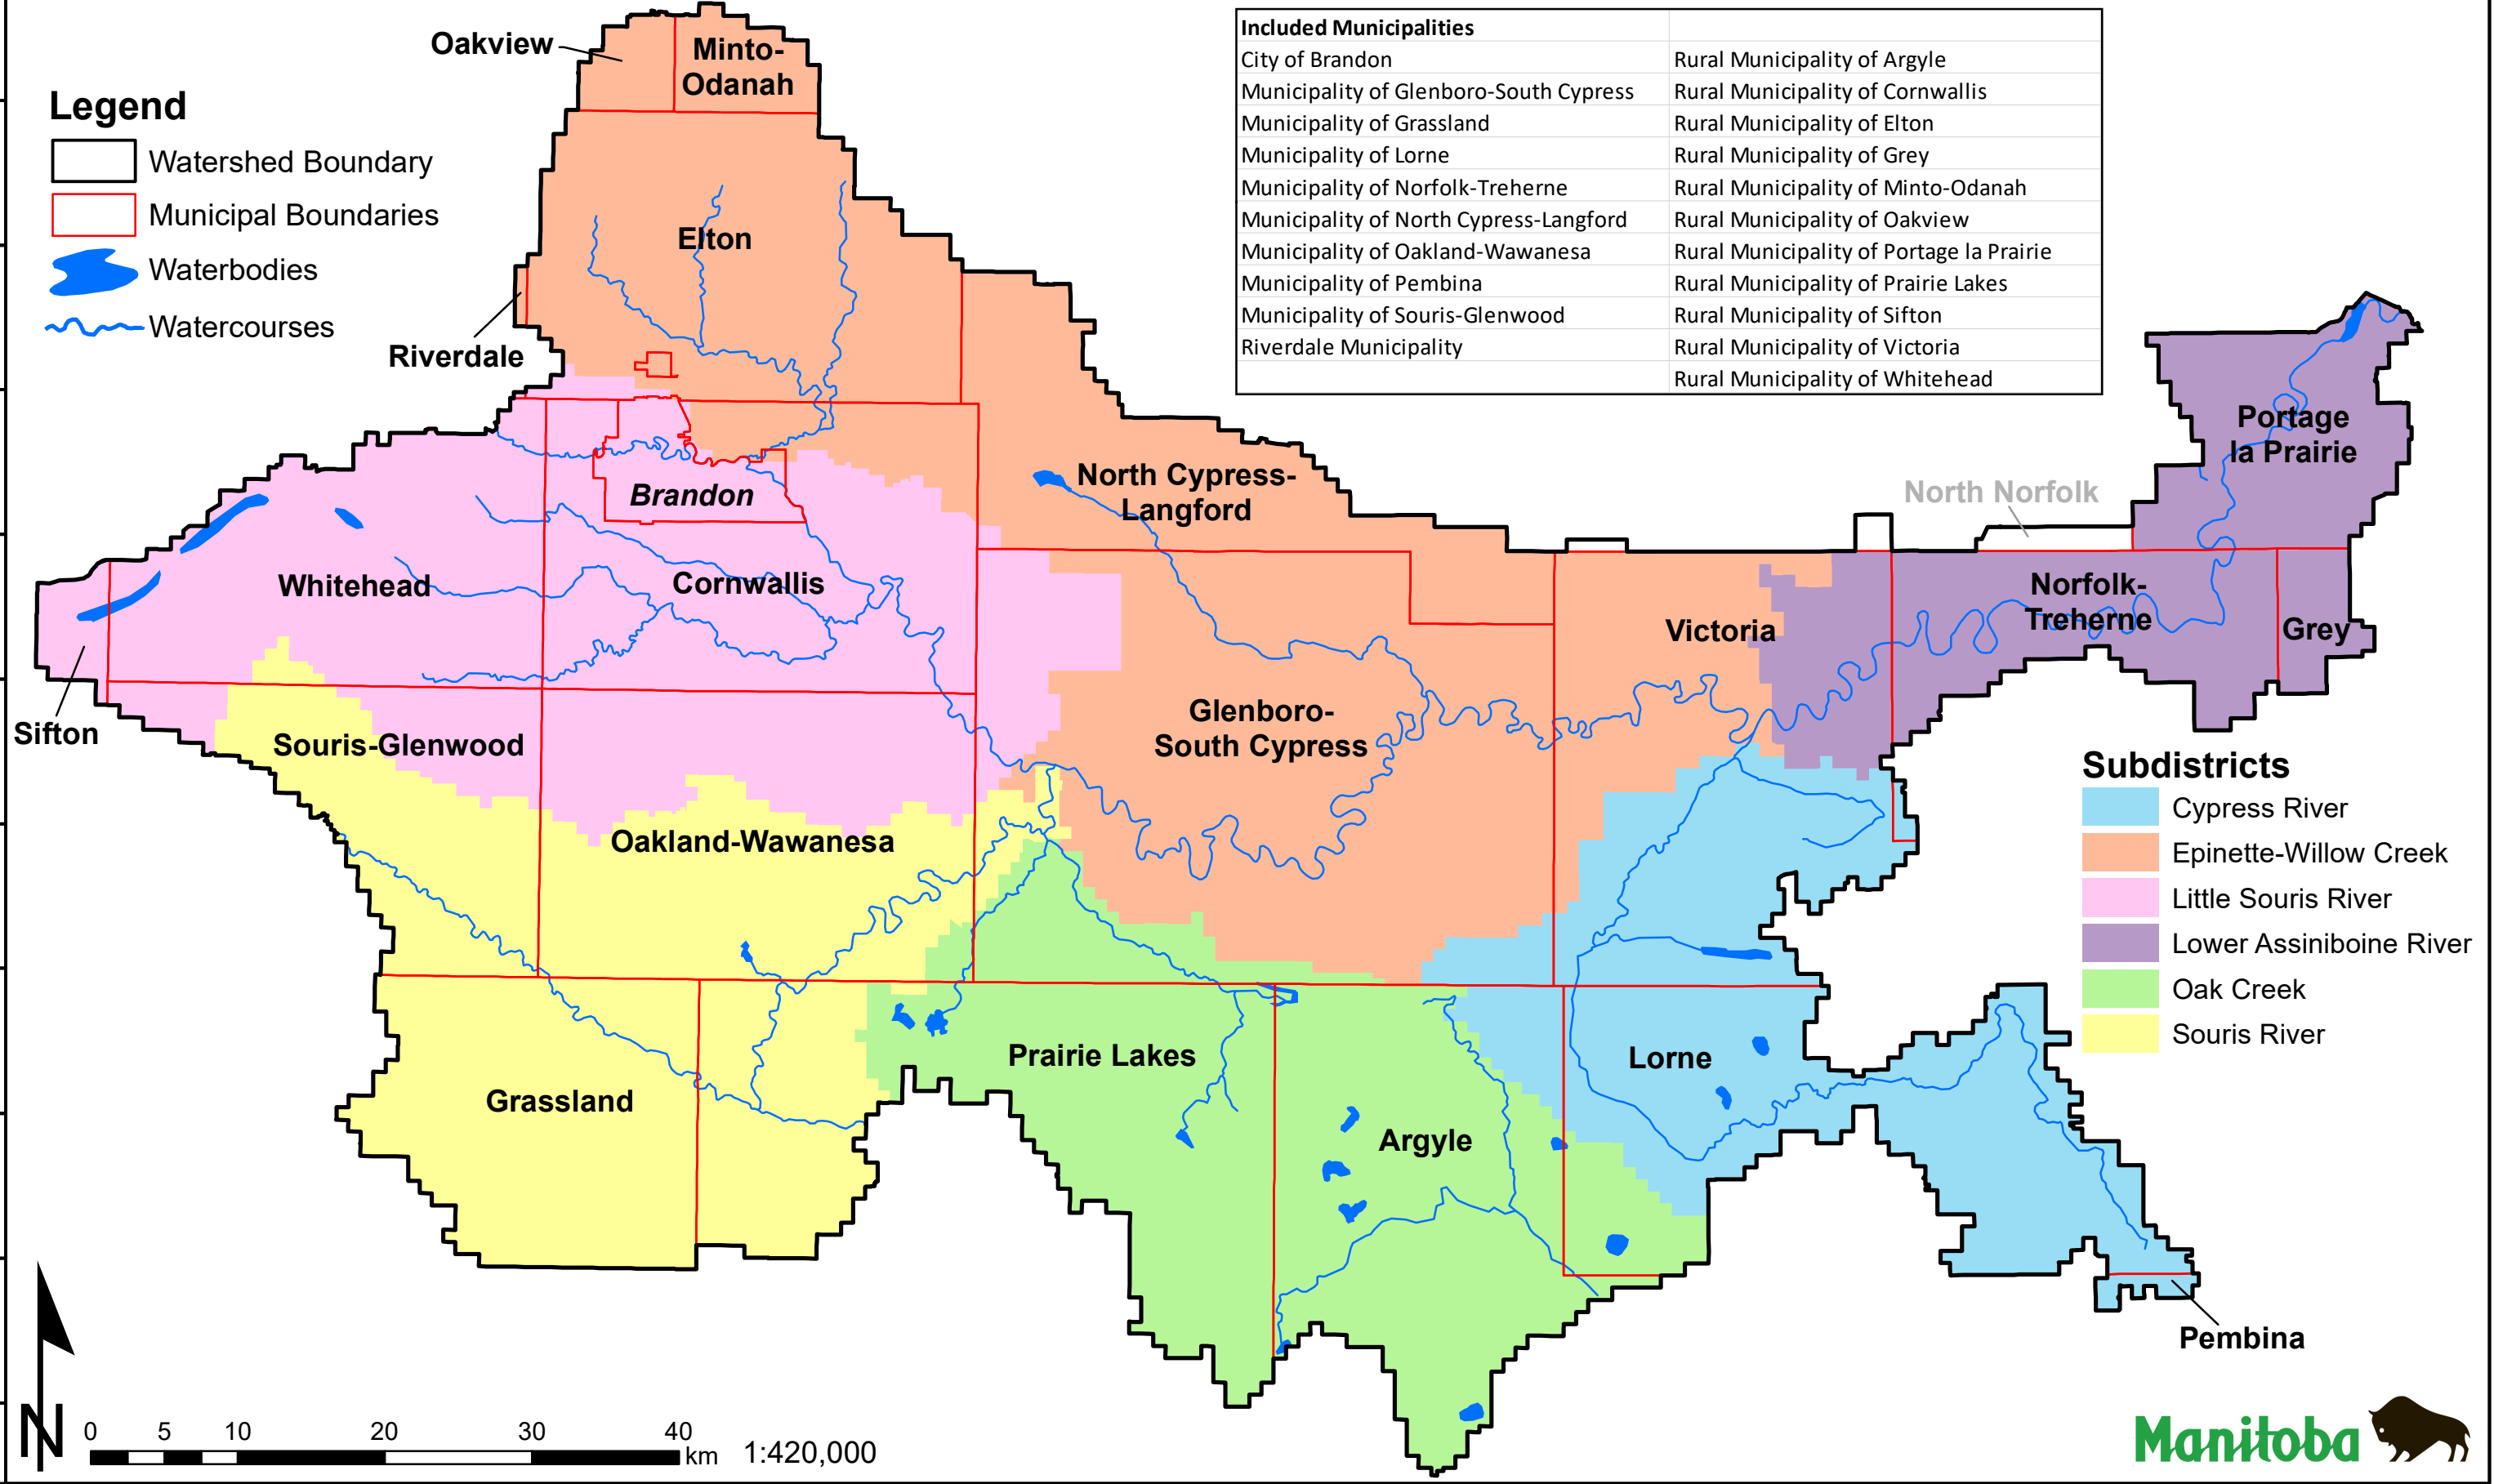 Included Municipalities
City of Brandon Rural Municipality of Argyle
Municipality of Glenboro-South Cypress Rural Municipality of Cornwallis
Municipality of Grassland Rural Municipality of Elton
Municipality of Lorne Rural Municipality of Grey
Municipality of Norfolk-Treherne Rural Municipality of Minto-Odanah
Municipality of North Cypress-Langford Rural Municipality of Oakview
Municipality of Oakland-Wawanesa Rural Municipality of Portage la Prairie
Municipality of Pembina Rural Municipality of Prairie Lakes
Municipality of Souris-Glenwood Rural Municipality of Sifton
Riverdale Municipality Rural Municipality of Victoria
Rural Municipality of Whitehead
Legend
Watershed Boundary
Municipal Boundaries
Waterbodies
Watercourses
Oakview
Minto-
Odanah
Elton
Riverdale
Brandon
North Cypress-
Langford
North Norfolk
Portage
la Prairie
Whitehead
Cornwallis
Victoria
Norfolk-
Treherne
Grey
Sifton
Souris-Glenwood
Glenboro-
South Cypress
Oakland-Wawanesa
Grassland
Prairie Lakes
Argyle
Lorne
Pembina
Subdistricts
Cypress River
Epinette-Willow Creek
Little Souris River
Lower Assiniboine River
Oak Creek
Souris River
N
0 5 10 20 30 40
km
1:420,000
Manitoba